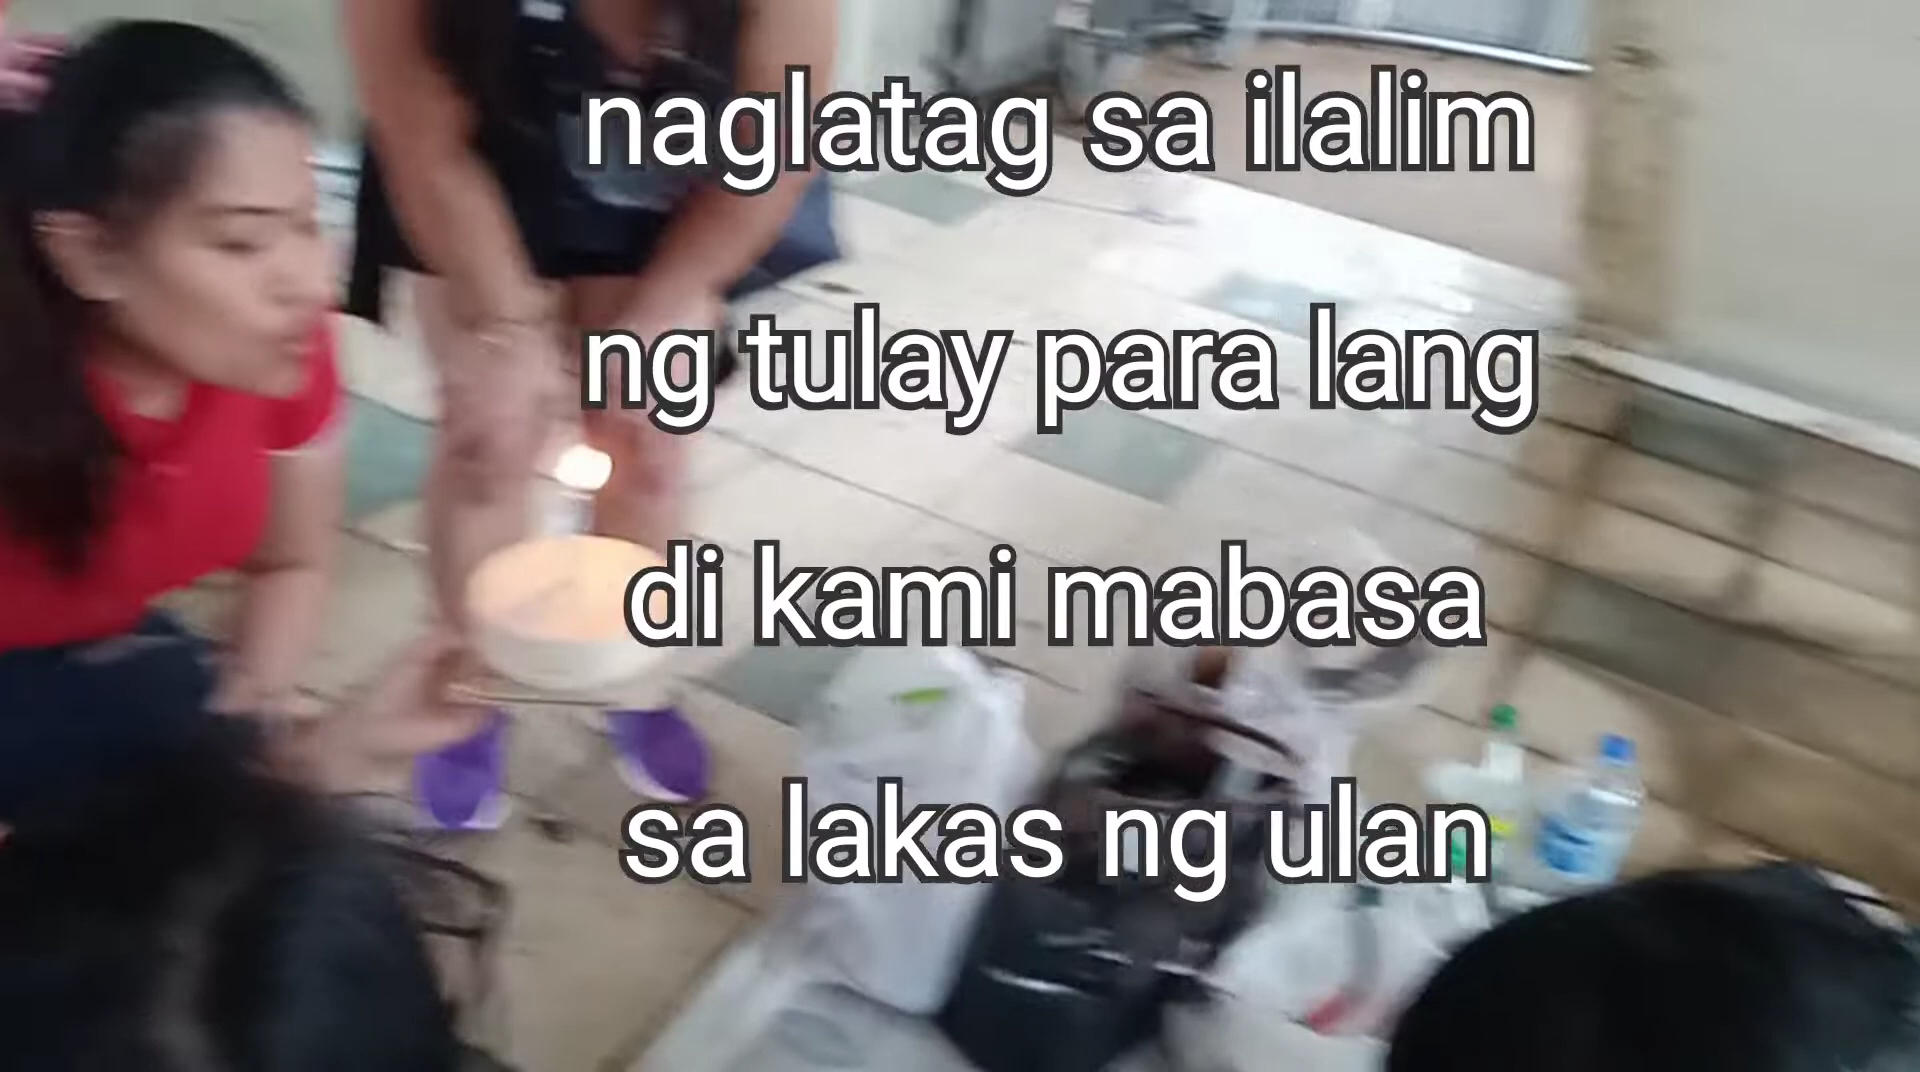 naglatag sa ilalim
ng tulay para lang
di kami mabasa
sa lakas ng ulan